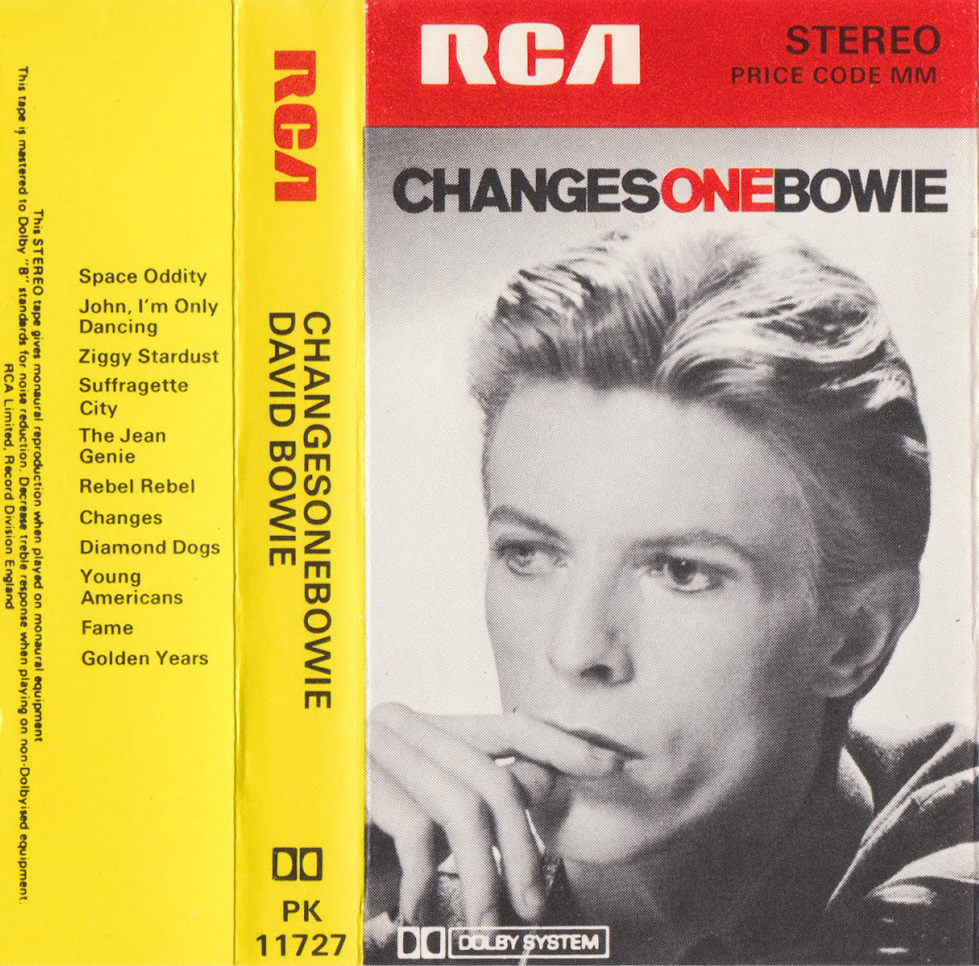 This STEREO tape gives monaural reproduction when played on monaural equipment
This tape is mastered to Dolby "B" standards for noise reduction. Decrease treble response when playing on non-Dolbyised equipment.
RCA Limited, Record Division England
Space Oddity
John, I'm Only
Dancing
Ziggy Stardust
Suffragette
City
The Jean
Genie
Rebel Rebel
Changes
Diamond Dogs
Young
Americans
Fame
Golden Years
RCA
CHANGESONEBOWIE
DAVID BOWIE
PK
11727
RCA
STEREO
PRICE CODE MM
CHANGESONEBOWIE
DOLBY SYSTEM